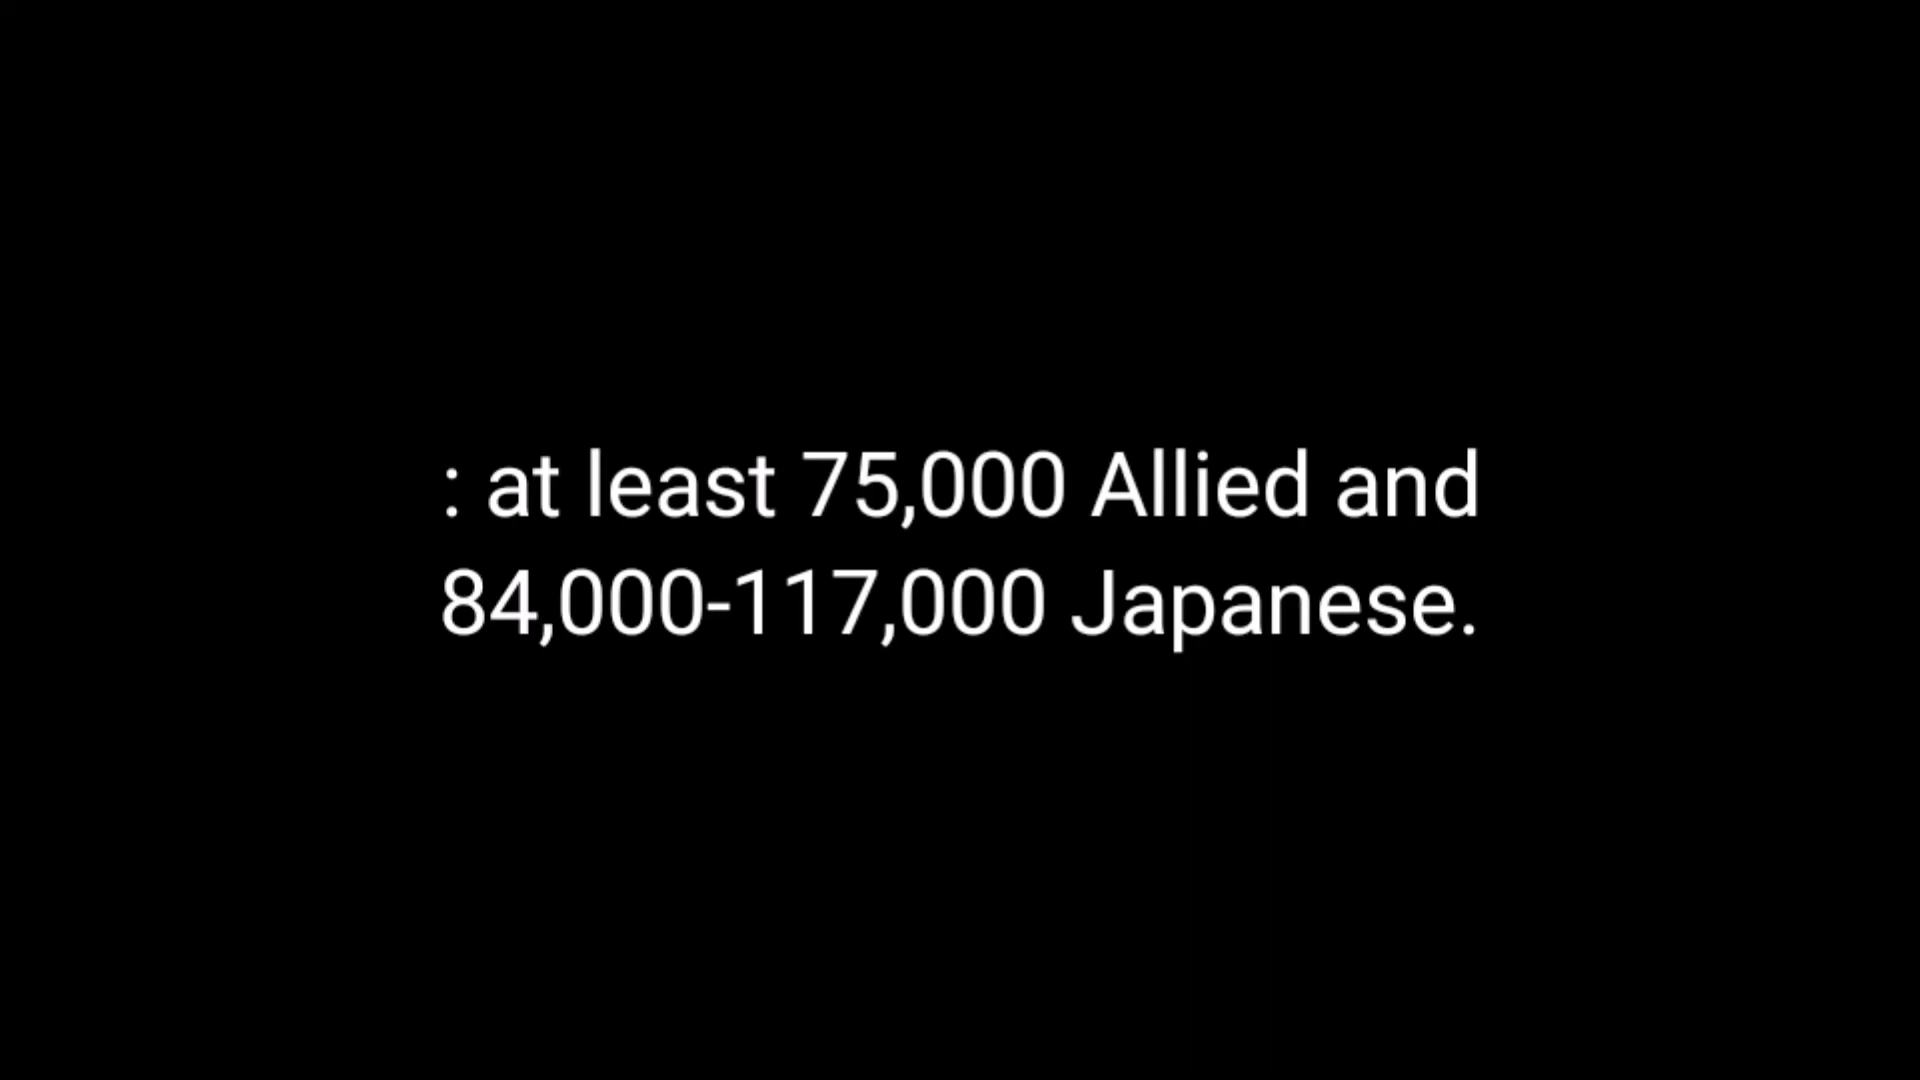 : at least 75,000 Allied and
84,000-117,000 Japanese.